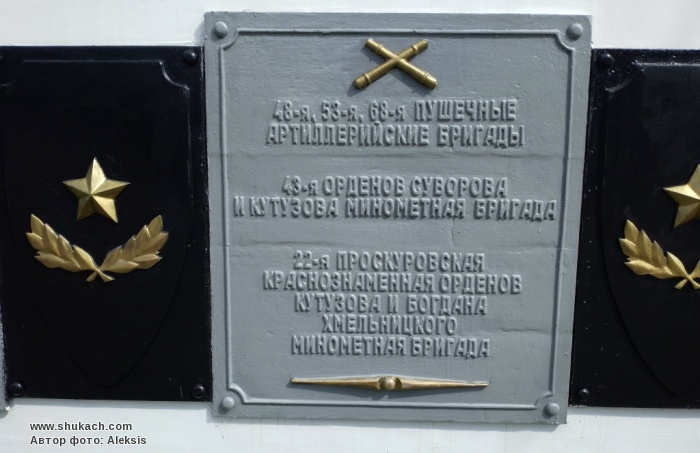 48-я, 53-я, 68-я ПУШЕЧНЫЕ
АРТИЛЛЕРИЙСКИЕ БРИГАДЫ
43-я ОРДЕНОВ СУВОРОВА
И КУТУЗОВА МИНОМЕТНАЯ БРИГАДА
22-я ПРОСКУРОВСКАЯ
КРАСНОЗНАМЕННАЯ ОРДЕНОВ
КУТУЗОВА И БОГДАНА
ХМЕЛЬНИЦКОГО
МИНОМЕТНАЯ БРИГАДА
www.shukach.com
Автор фото: Aleksis